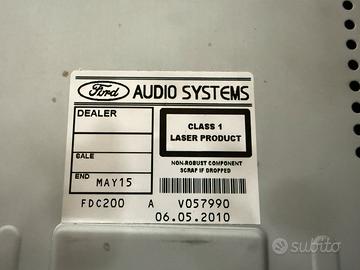 Ford AUDIO SYSTEMS
DEALER
CLASS 1
LASER PRODUCT
SALE
NON-ROBUST COMPONENT
SCRAP IF DROPPED
END MAY15
FDC200 A V057990
06.05.2010
subito